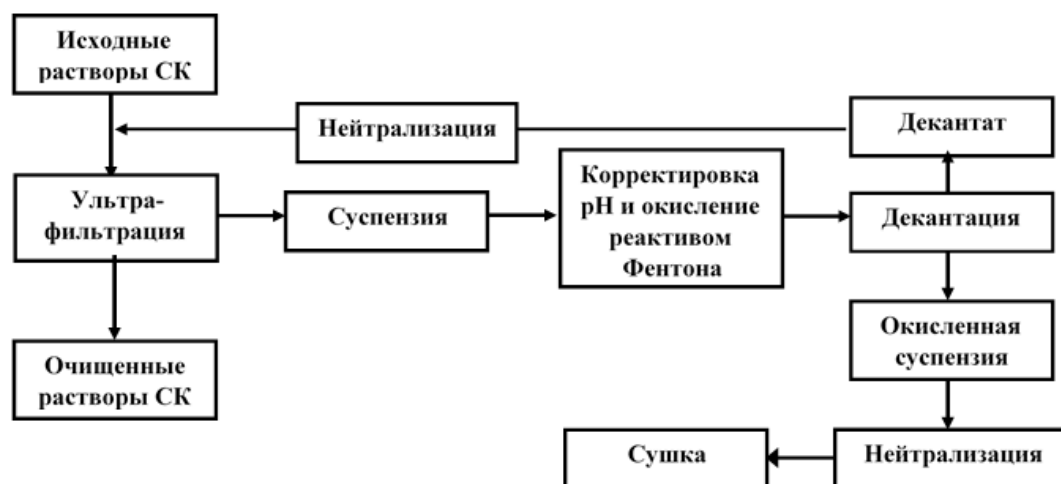 Исходные
растворы СК
Нейтрализация
Декантат
Ультра-
фильтрация
Суспензия
Корректировка
pH и окисление
реактивом
Фентона
Декантация
Окисленная
суспензия
Очищенные
растворы СК
Сушка
Нейтрализация